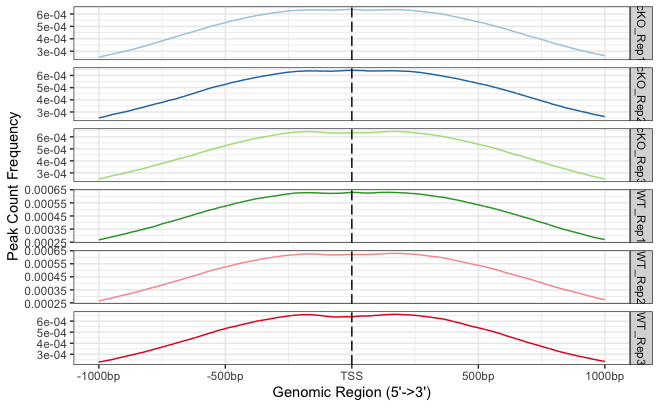 6e-04
5e-04
4e-04
3e-04
cKO_Rep1
6e-04
5e-04
4e-04
3e-04
cKO_Rep2
6e-04
5e-04
4e-04
3e-04
cKO_Rep3
0.00065
0.00055
0.00045
0.00035
0.00025
WT_Rep1
0.00065
0.00055
0.00045
0.00035
0.00025
WT_Rep2
6e-04
5e-04
4e-04
3e-04
WT_Rep3
Peak Count Frequency
-1000bp -500bp TSS 500bp 1000bp
Genomic Region (5'->3')